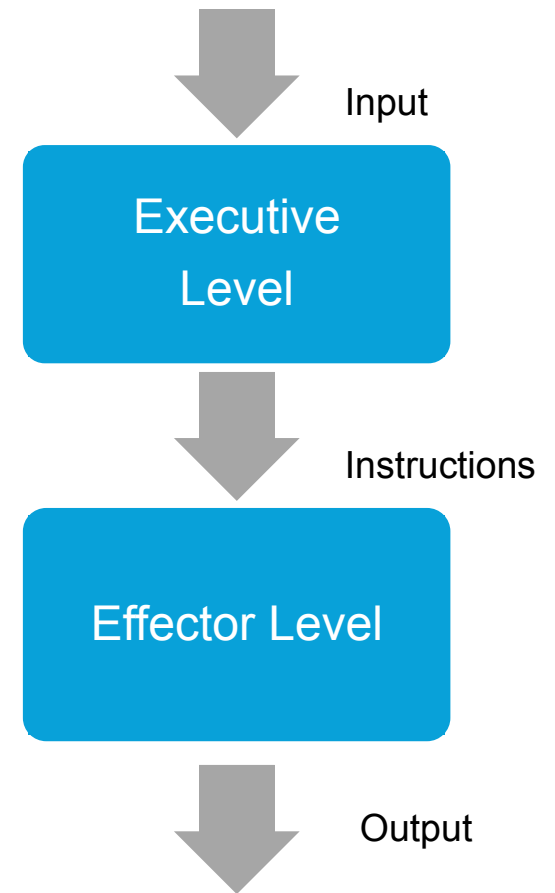 Input
Executive
Level
Instructions
Effector Level
Output